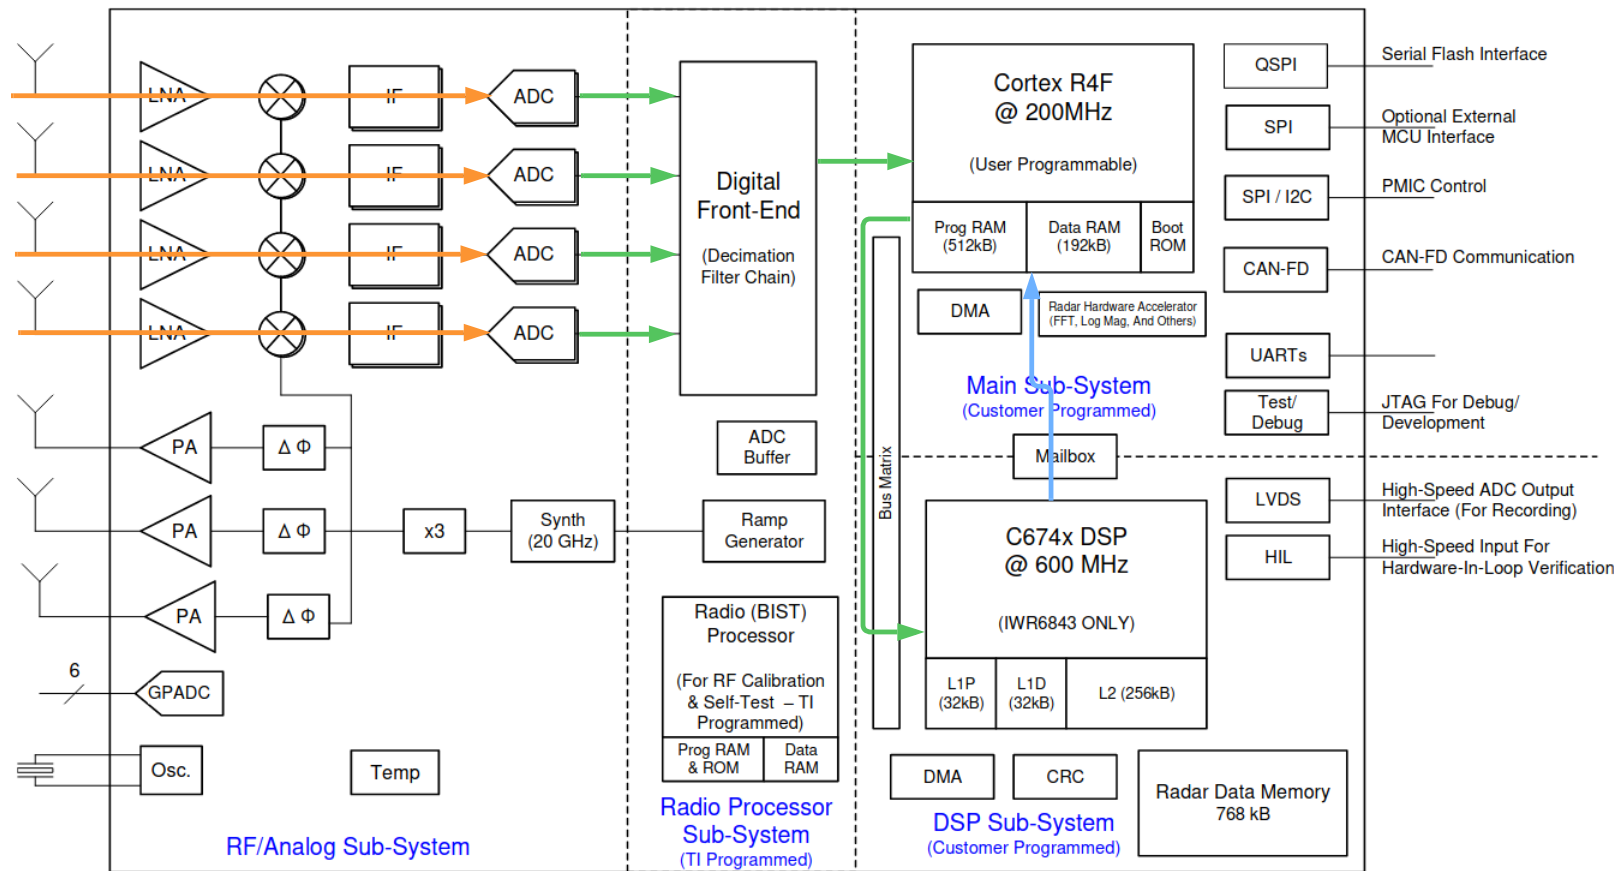 LNA
IF
ADC
LNA
IF
ADC
LNA
IF
ADC
LNA
IF
ADC
PA
Δ Φ
PA
Δ Φ
PA
Δ Φ
x3
Synth
(20 GHz)
6
GPADC
Osc.
Temp
RF/Analog Sub-System
Digital
Front-End
(Decimation
Filter Chain)
ADC
Buffer
Ramp
Generator
Radio (BIST)
Processor
(For RF Calibration
& Self-Test – TI
Programmed)
Prog RAM
& ROM
Data
RAM
Radio Processor
Sub-System
(TI Programmed)
Cortex R4F
@ 200MHz
(User Programmable)
Prog RAM
(512kB)
Data RAM
(192kB)
Boot
ROM
DMA
Radar Hardware Accelerator
(FFT, Log Mag, And Others)
Main Sub-System
(Customer Programmed)
Mailbox
Bus Matrix
C674x DSP
@ 600 MHz
(IWR6843 ONLY)
L1P
(32kB)
L1D
(32kB)
L2 (256kB)
DMA
CRC
DSP Sub-System
(Customer Programmed)
Radar Data Memory
768 kB
QSPI
Serial Flash Interface
SPI
Optional External
MCU Interface
SPI / I2C
PMIC Control
CAN-FD
CAN-FD Communication
UARTs
Test/
Debug
JTAG For Debug/
Development
LVDS
High-Speed ADC Output
Interface (For Recording)
HIL
High-Speed Input For
Hardware-In-Loop Verification